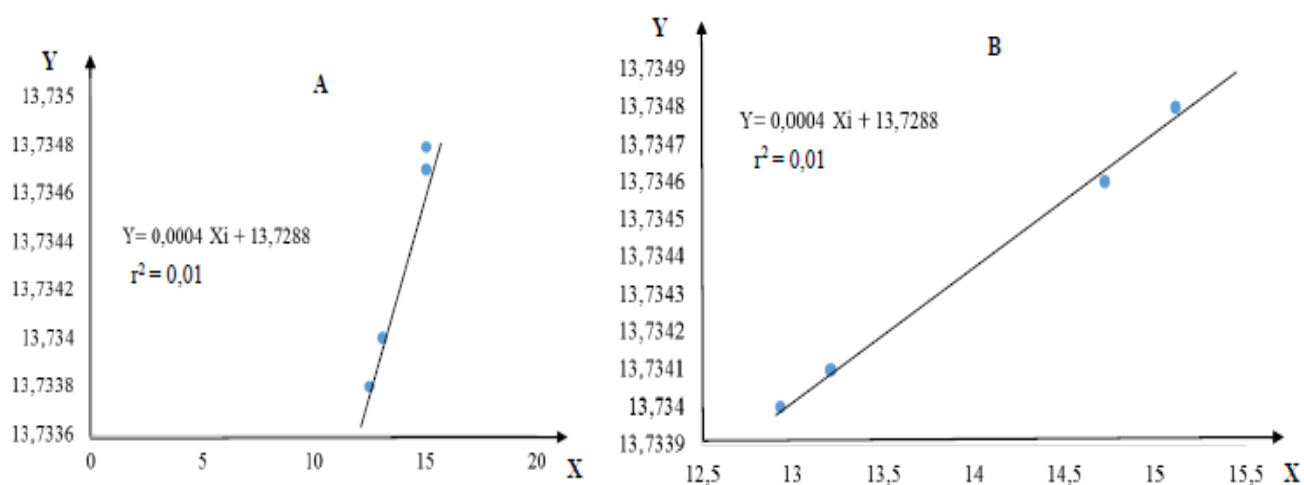 Y
A
13,735
13,7348
13,7346
13,7344
13,7342
13,734
13,7338
13,7336
Y= 0,0004 Xi + 13,7288
r² = 0,01
0 5 10 15 20 X
Y
B
13,7349
13,7348
13,7347
13,7346
13,7345
13,7344
13,7343
13,7342
13,7341
13,734
13,7339
Y= 0,0004 Xi + 13,7288
r² = 0,01
12,5 13 13,5 14 14,5 15 15,5 X